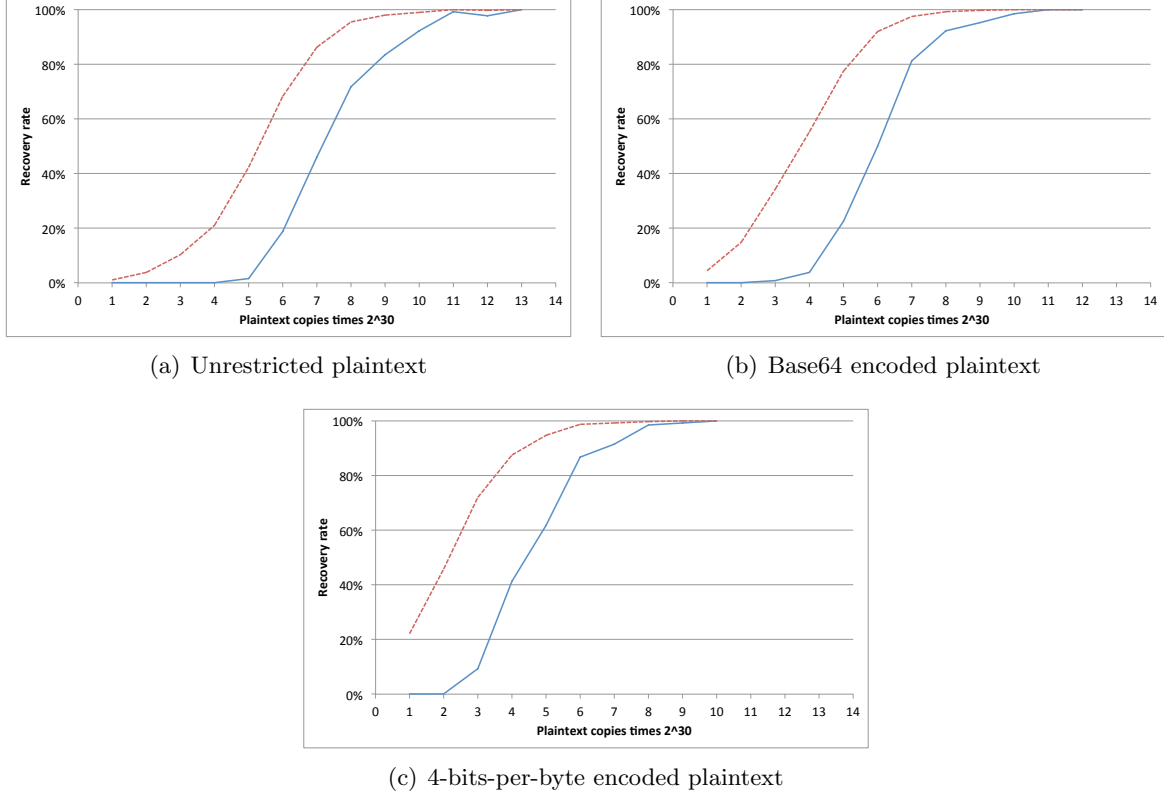 100%
80%
60%
40%
20%
0%
Recovery rate
0 1 2 3 4 5 6 7 8 9 10 11 12 13 14
Plaintext copies times 2^30
(a) Unrestricted plaintext
100%
80%
60%
40%
20%
0%
Recovery rate
0 1 2 3 4 5 6 7 8 9 10 11 12 13 14
Plaintext copies times 2^30
(b) Base64 encoded plaintext
100%
80%
60%
40%
20%
0%
Recovery rate
0 1 2 3 4 5 6 7 8 9 10 11 12 13 14
Plaintext copies times 2^30
(c) 4-bits-per-byte encoded plaintext